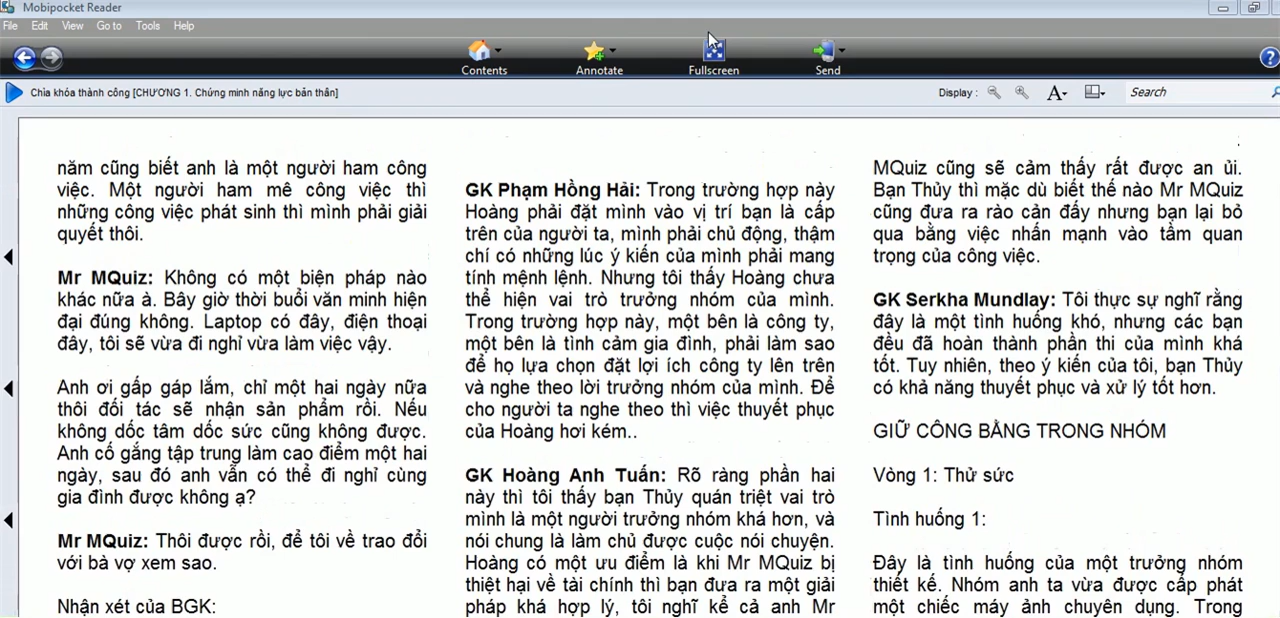 Mobipocket Reader
File Edit View Go to Tools Help
Contents Annotate Fullscreen Send
Chìa khóa thành công [CHƯƠNG 1. Chứng minh năng lực bản thân]
Display : Search
năm cũng biết anh là một người ham công
việc. Một người ham mê công việc thì
những công việc phát sinh thì mình phải giải
quyết thôi.
Mr MQuiz: Không có một biện pháp nào
khác nữa à. Bây giờ thời buổi văn minh hiện
đại đúng không. Laptop có đây, điện thoại
đây, tôi sẽ vừa đi nghỉ vừa làm việc vậy.
Anh ơi gấp gáp lắm, chỉ một hai ngày nữa
thôi đối tác sẽ nhận sản phẩm rồi. Nếu
không dốc tâm dốc sức cũng không được.
Anh cố gắng tập trung làm cao điểm một hai
ngày, sau đó anh vẫn có thể đi nghỉ cùng
gia đình được không ạ?
Mr MQuiz: Thôi được rồi, để tôi về trao đổi
với bà vợ xem sao.
Nhận xét của BGK:
GK Phạm Hồng Hải: Trong trường hợp này
Hoàng phải đặt mình vào vị trí bạn là cấp
trên của người ta, mình phải chủ động, thậm
chí có những lúc ý kiến của mình phải mang
tính mệnh lệnh. Nhưng tôi thấy Hoàng chưa
thể hiện vai trò trưởng nhóm của mình.
Trong trường hợp này, một bên là công ty,
một bên là tình cảm gia đình, phải làm sao
để họ lựa chọn đặt lợi ích công ty lên trên
và nghe theo lời trưởng nhóm của mình. Để
cho người ta nghe theo thì việc thuyết phục
của Hoàng hơi kém..
GK Hoàng Anh Tuấn: Rõ ràng phần hai
này thì tôi thấy bạn Thủy quán triệt vai trò
mình là một người trưởng nhóm khá hơn, và
nói chung là làm chủ được cuộc nói chuyện.
Hoàng có một ưu điểm là khi Mr MQuiz bị
thiệt hại về tài chính thì bạn đưa ra một giải
pháp khá hợp lý, tôi nghĩ kể cả anh Mr
MQuiz cũng sẽ cảm thấy rất được an ủi.
Bạn Thủy thì mặc dù biết thế nào Mr MQuiz
cũng đưa ra rào cản đấy nhưng bạn lại bỏ
qua bằng việc nhấn mạnh vào tầm quan
trọng của công việc.
GK Serkha Mundlay: Tôi thực sự nghĩ rằng
đây là một tình huống khó, nhưng các bạn
đều đã hoàn thành phần thi của mình khá
tốt. Tuy nhiên, theo ý kiến của tôi, bạn Thủy
có khả năng thuyết phục và xử lý tốt hơn.
GIỮ CÔNG BẰNG TRONG NHÓM
Vòng 1: Thử sức
Tình huống 1:
Đây là tình huống của một trưởng nhóm
thiết kế. Nhóm anh ta vừa được cấp phát
một chiếc máy ảnh chuyên dụng. Trong